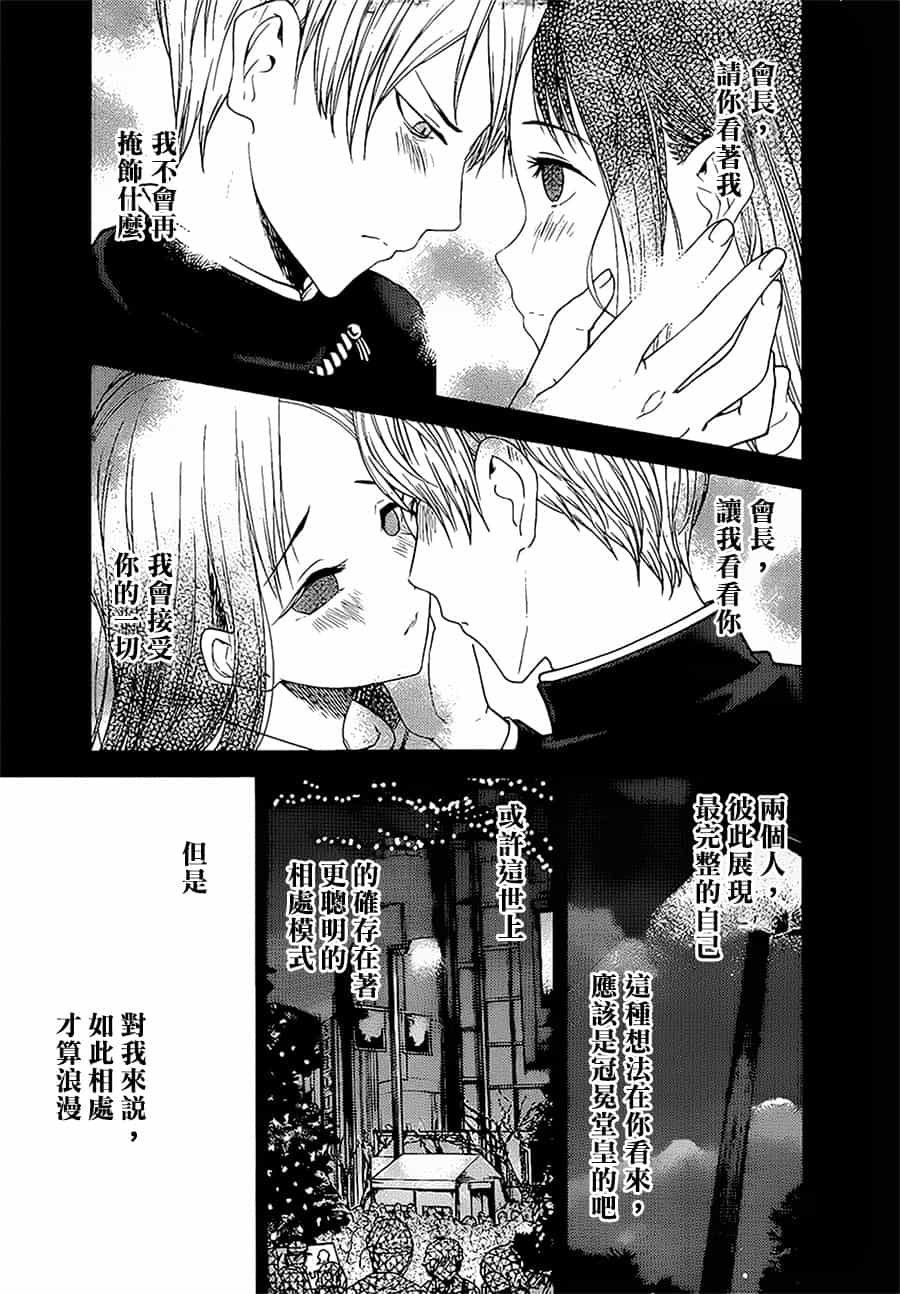 會長，
請你看著我
我不會再
掩飾什麼
會長，
讓我看看你
我會接受
你的一切
兩個人，
彼此展現
最完整的自己
這種想法在你看來，
應該是冠冕堂皇的吧
或許這世上
的確存在著
更聰明的
相處模式
但是
對我來説，
如此相處
才算浪漫